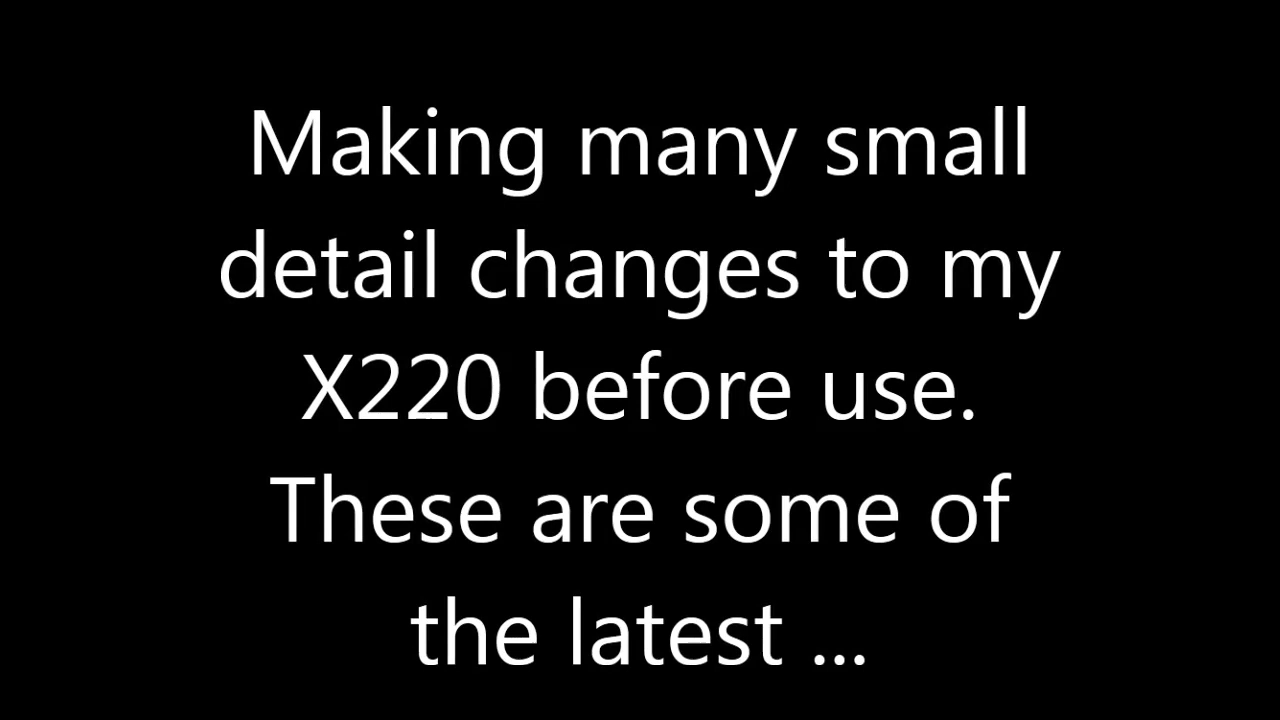 Making many small
detail changes to my
X220 before use.
These are some of
the latest ...